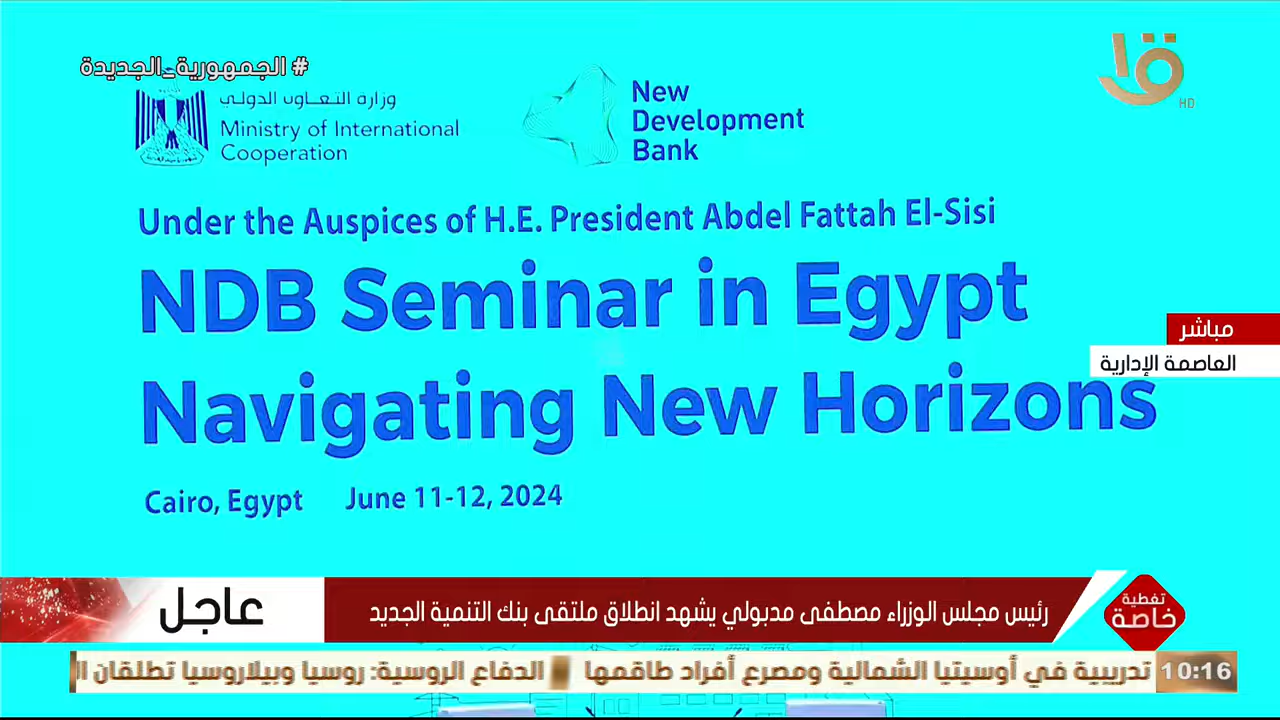 # الجمهورية_الجديدة
HD
وزارة التعاون الدولي
Ministry of International
Cooperation
New
Development
Bank
Under the Auspices of H.E. President Abdel Fattah El-Sisi
NDB Seminar in Egypt
Navigating New Horizons
مباشر
العاصمة الإدارية
Cairo, Egypt June 11-12, 2024
تغطية
خاصة
رئيس مجلس الوزراء مصطفى مدبولي يشهد انطلاق ملتقى بنك التنمية الجديد
عاجل
10:16
تدريبية في أوسيتيا الشمالية ومصرع أفراد طاقمها الدفاع الروسية: روسيا وبيلاروسيا تطلقان ال